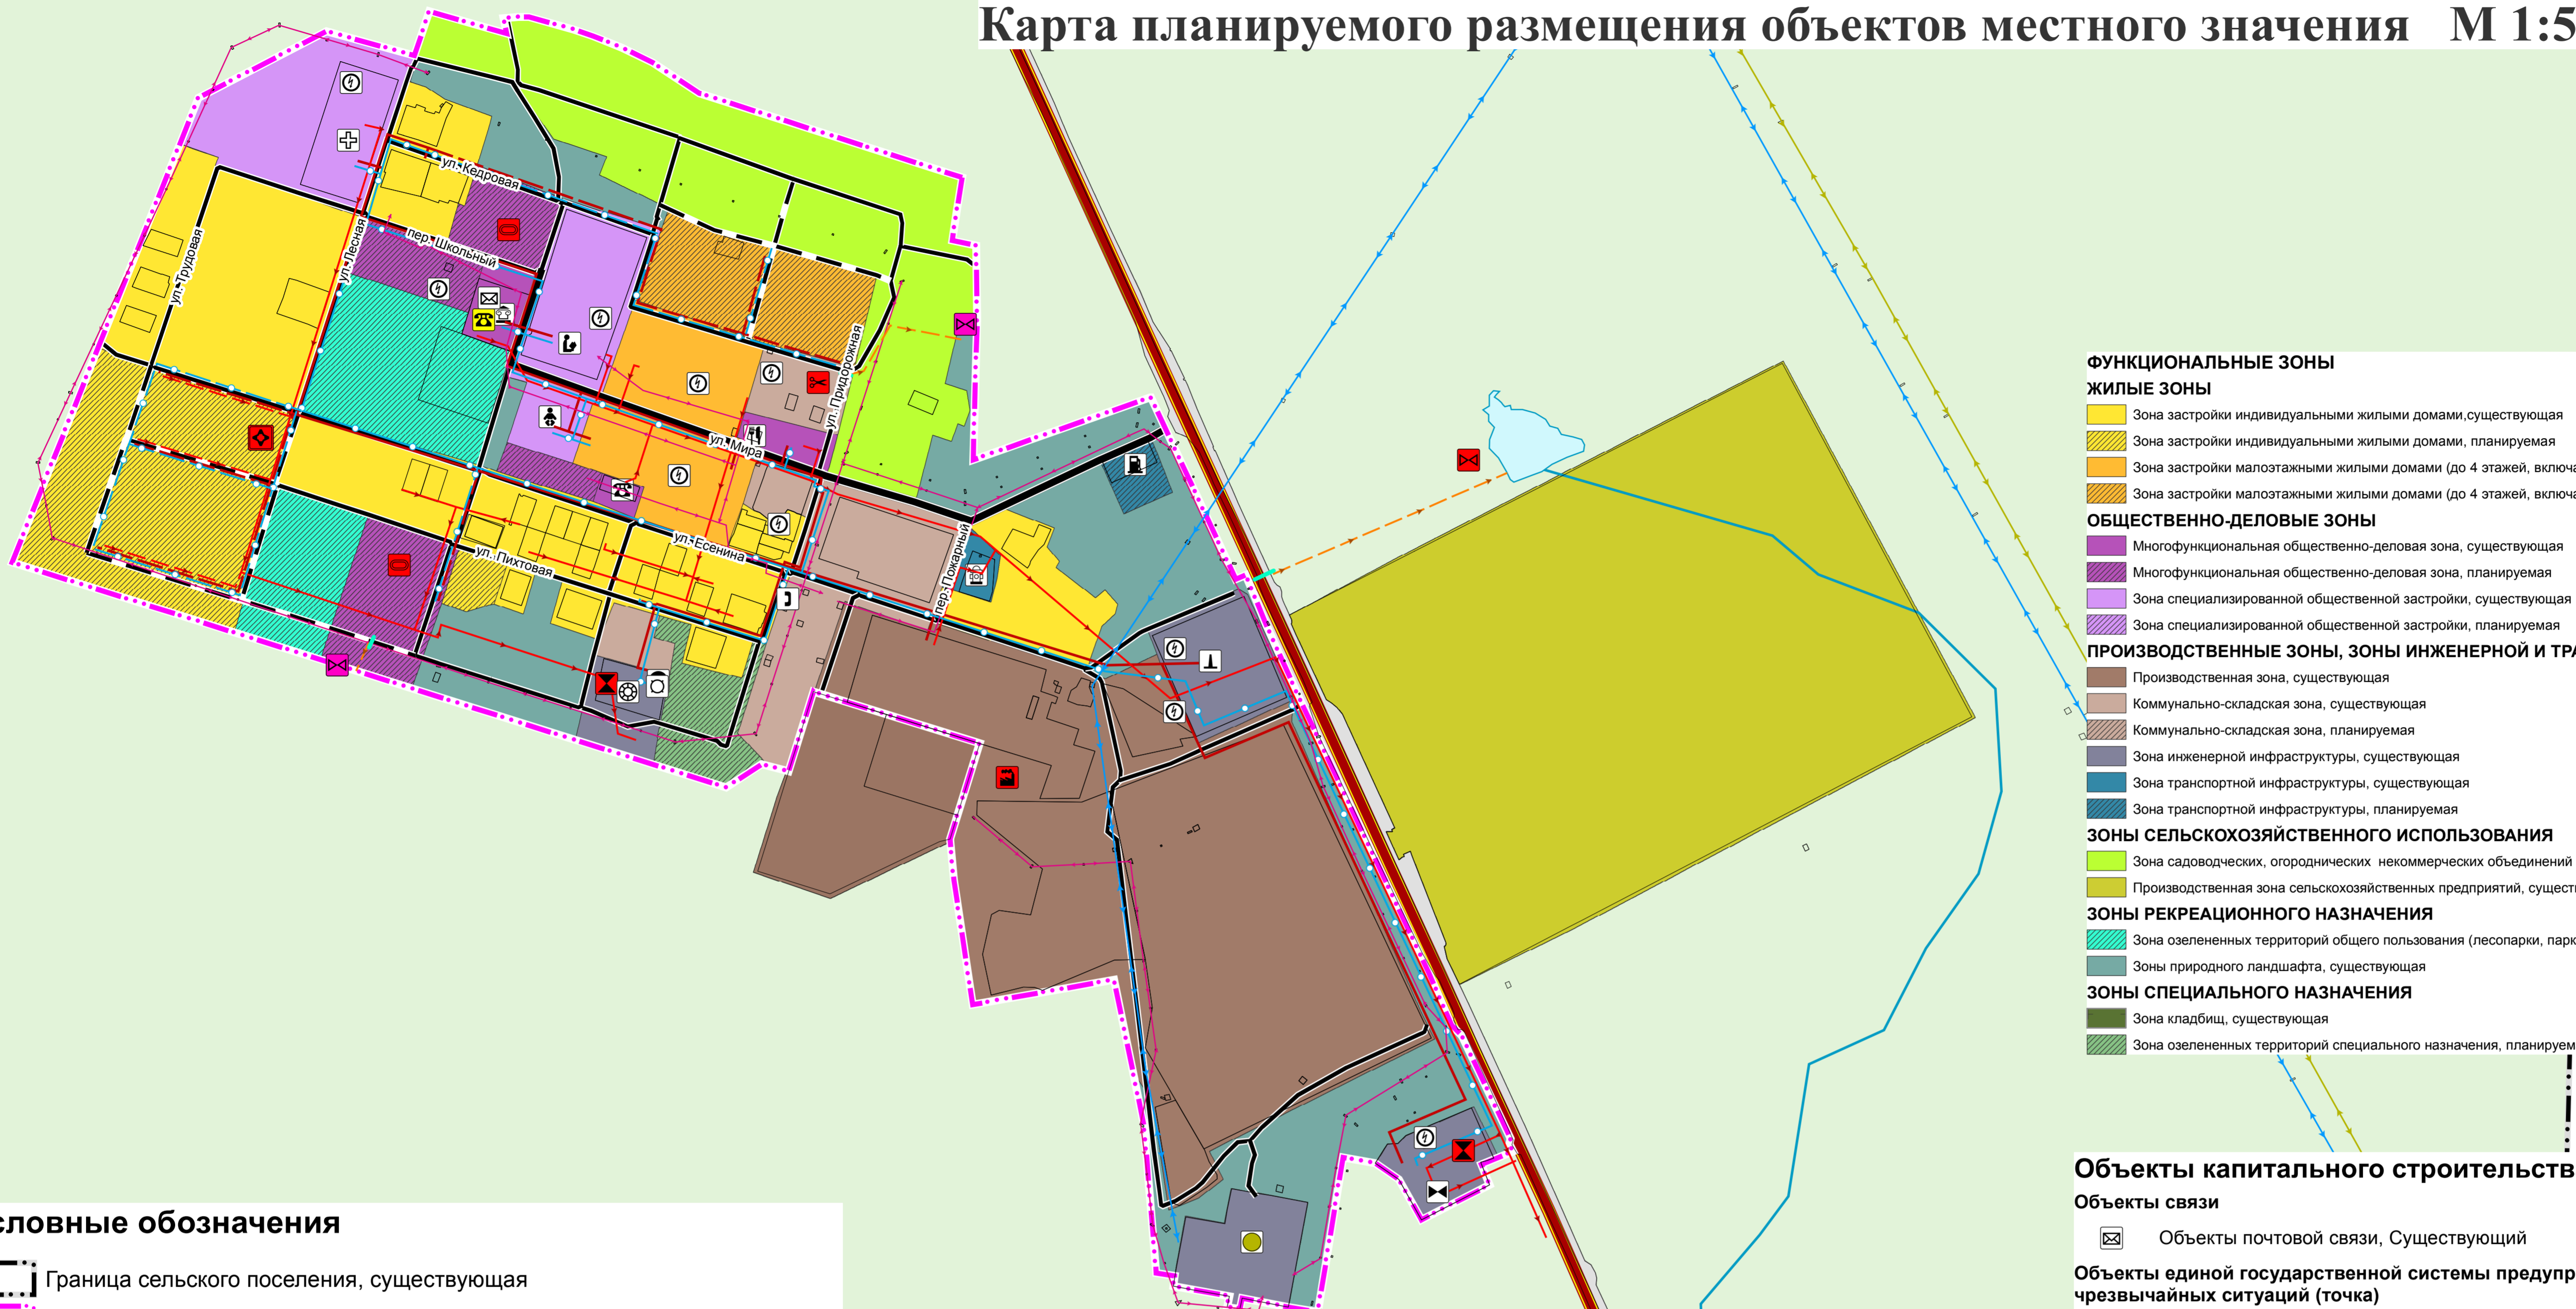 Карта планируемого размещения объектов местного значения М 1:5
ул. Кедровая
ул. Трудовая
ул. Лесная
пер. Школьный
ул. Придорожная
ул. Мира
ул. Есенина
ул. Пихтовая
пер. Пожарный
ФУНКЦИОНАЛЬНЫЕ ЗОНЫ
ЖИЛЫЕ ЗОНЫ
Зона застройки индивидуальными жилыми домами,существующая
Зона застройки индивидуальными жилыми домами, планируемая
Зона застройки малоэтажными жилыми домами (до 4 этажей, включа
Зона застройки малоэтажными жилыми домами (до 4 этажей, включа
ОБЩЕСТВЕННО-ДЕЛОВЫЕ ЗОНЫ
Многофункциональная общественно-деловая зона, существующая
Многофункциональная общественно-деловая зона, планируемая
Зона специализированной общественной застройки, существующая
Зона специализированной общественной застройки, планируемая
ПРОИЗВОДСТВЕННЫЕ ЗОНЫ, ЗОНЫ ИНЖЕНЕРНОЙ И ТРА
Производственная зона, существующая
Коммунально-складская зона, существующая
Коммунально-складская зона, планируемая
Зона инженерной инфраструктуры, существующая
Зона транспортной инфраструктуры, существующая
Зона транспортной инфраструктуры, планируемая
ЗОНЫ СЕЛЬСКОХОЗЯЙСТВЕННОГО ИСПОЛЬЗОВАНИЯ
Зона садоводческих, огороднических некоммерческих объединений
Производственная зона сельскохозяйственных предприятий, сущест
ЗОНЫ РЕКРЕАЦИОННОГО НАЗНАЧЕНИЯ
Зона озелененных территорий общего пользования (лесопарки, парк
Зоны природного ландшафта, существующая
ЗОНЫ СПЕЦИАЛЬНОГО НАЗНАЧЕНИЯ
Зона кладбищ, существующая
Зона озелененных территорий специального назначения, планируем
словные обозначения
Граница сельского поселения, существующая
Объекты капитального строительств
Объекты связи
Объекты почтовой связи, Существующий
Объекты единой государственной системы предупр
чрезвычайных ситуаций (точка)